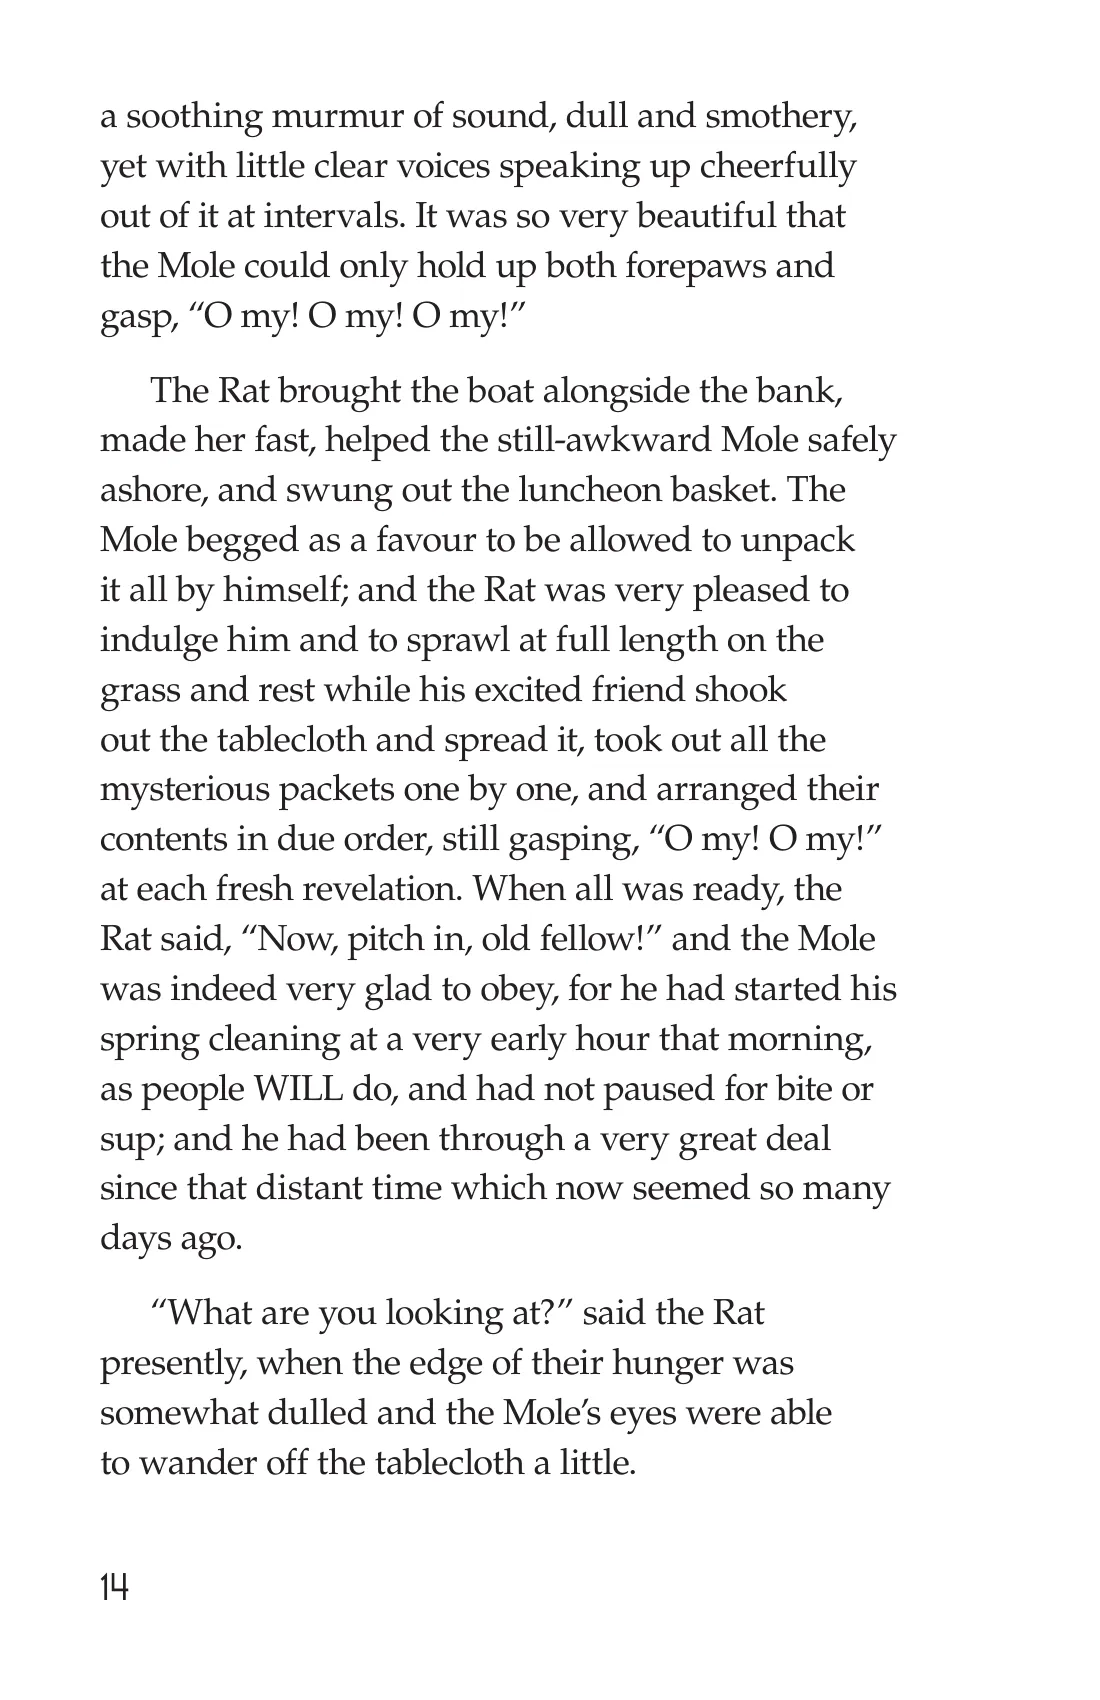 a soothing murmur of sound, dull and smothery,
yet with little clear voices speaking up cheerfully
out of it at intervals. It was so very beautiful that
the Mole could only hold up both forepaws and
gasp, “O my! O my! O my!”
The Rat brought the boat alongside the bank,
made her fast, helped the still-awkward Mole safely
ashore, and swung out the luncheon basket. The
Mole begged as a favour to be allowed to unpack
it all by himself; and the Rat was very pleased to
indulge him and to sprawl at full length on the
grass and rest while his excited friend shook
out the tablecloth and spread it, took out all the
mysterious packets one by one, and arranged their
contents in due order, still gasping, “O my! O my!”
at each fresh revelation. When all was ready, the
Rat said, “Now, pitch in, old fellow!” and the Mole
was indeed very glad to obey, for he had started his
spring cleaning at a very early hour that morning,
as people WILL do, and had not paused for bite or
sup; and he had been through a very great deal
since that distant time which now seemed so many
days ago.
“What are you looking at?” said the Rat
presently, when the edge of their hunger was
somewhat dulled and the Mole’s eyes were able
to wander off the tablecloth a little.
14